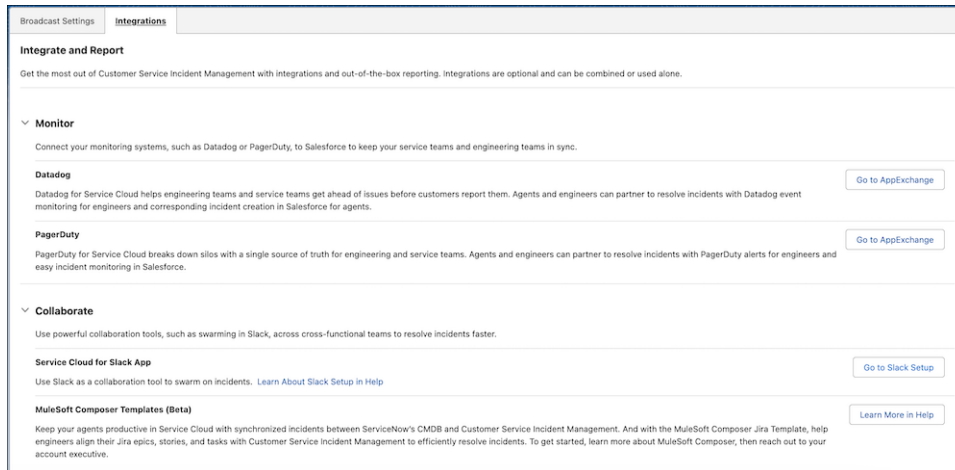 Broadcast Settings
Integrations
Integrate and Report
Get the most out of Customer Service Incident Management with integrations and out-of-the-box reporting. Integrations are optional and can be combined or used alone.
Monitor
Connect your monitoring systems, such as Datadog or PagerDuty, to Salesforce to keep your service teams and engineering teams in sync.
Datadog
Go to AppExchange
Datadog for Service Cloud helps engineering teams and service teams get ahead of issues before customers report them. Agents and engineers can partner to resolve incidents with Datadog event
monitoring for engineers and corresponding incident creation in Salesforce for agents.
PagerDuty
Go to AppExchange
PagerDuty for Service Cloud breaks down silos with a single source of truth for engineering and service teams. Agents and engineers can partner to resolve incidents with PagerDuty alerts for engineers and
easy incident monitoring in Salesforce.
Collaborate
Use powerful collaboration tools, such as swarming in Slack, across cross-functional teams to resolve incidents faster.
Service Cloud for Slack App
Go to Slack Setup
Use Slack as a collaboration tool to swarm on incidents. Learn About Slack Setup in Help
MuleSoft Composer Templates (Beta)
Learn More in Help
Keep your agents productive in Service Cloud with synchronized incidents between ServiceNow's CMDB and Customer Service Incident Management. And with the MuleSoft Composer Jira Template, help
engineers align their Jira epics, stories, and tasks with Customer Service Incident Management to efficiently resolve incidents. To get started, learn more about MuleSoft Composer, then reach out to your
account executive.